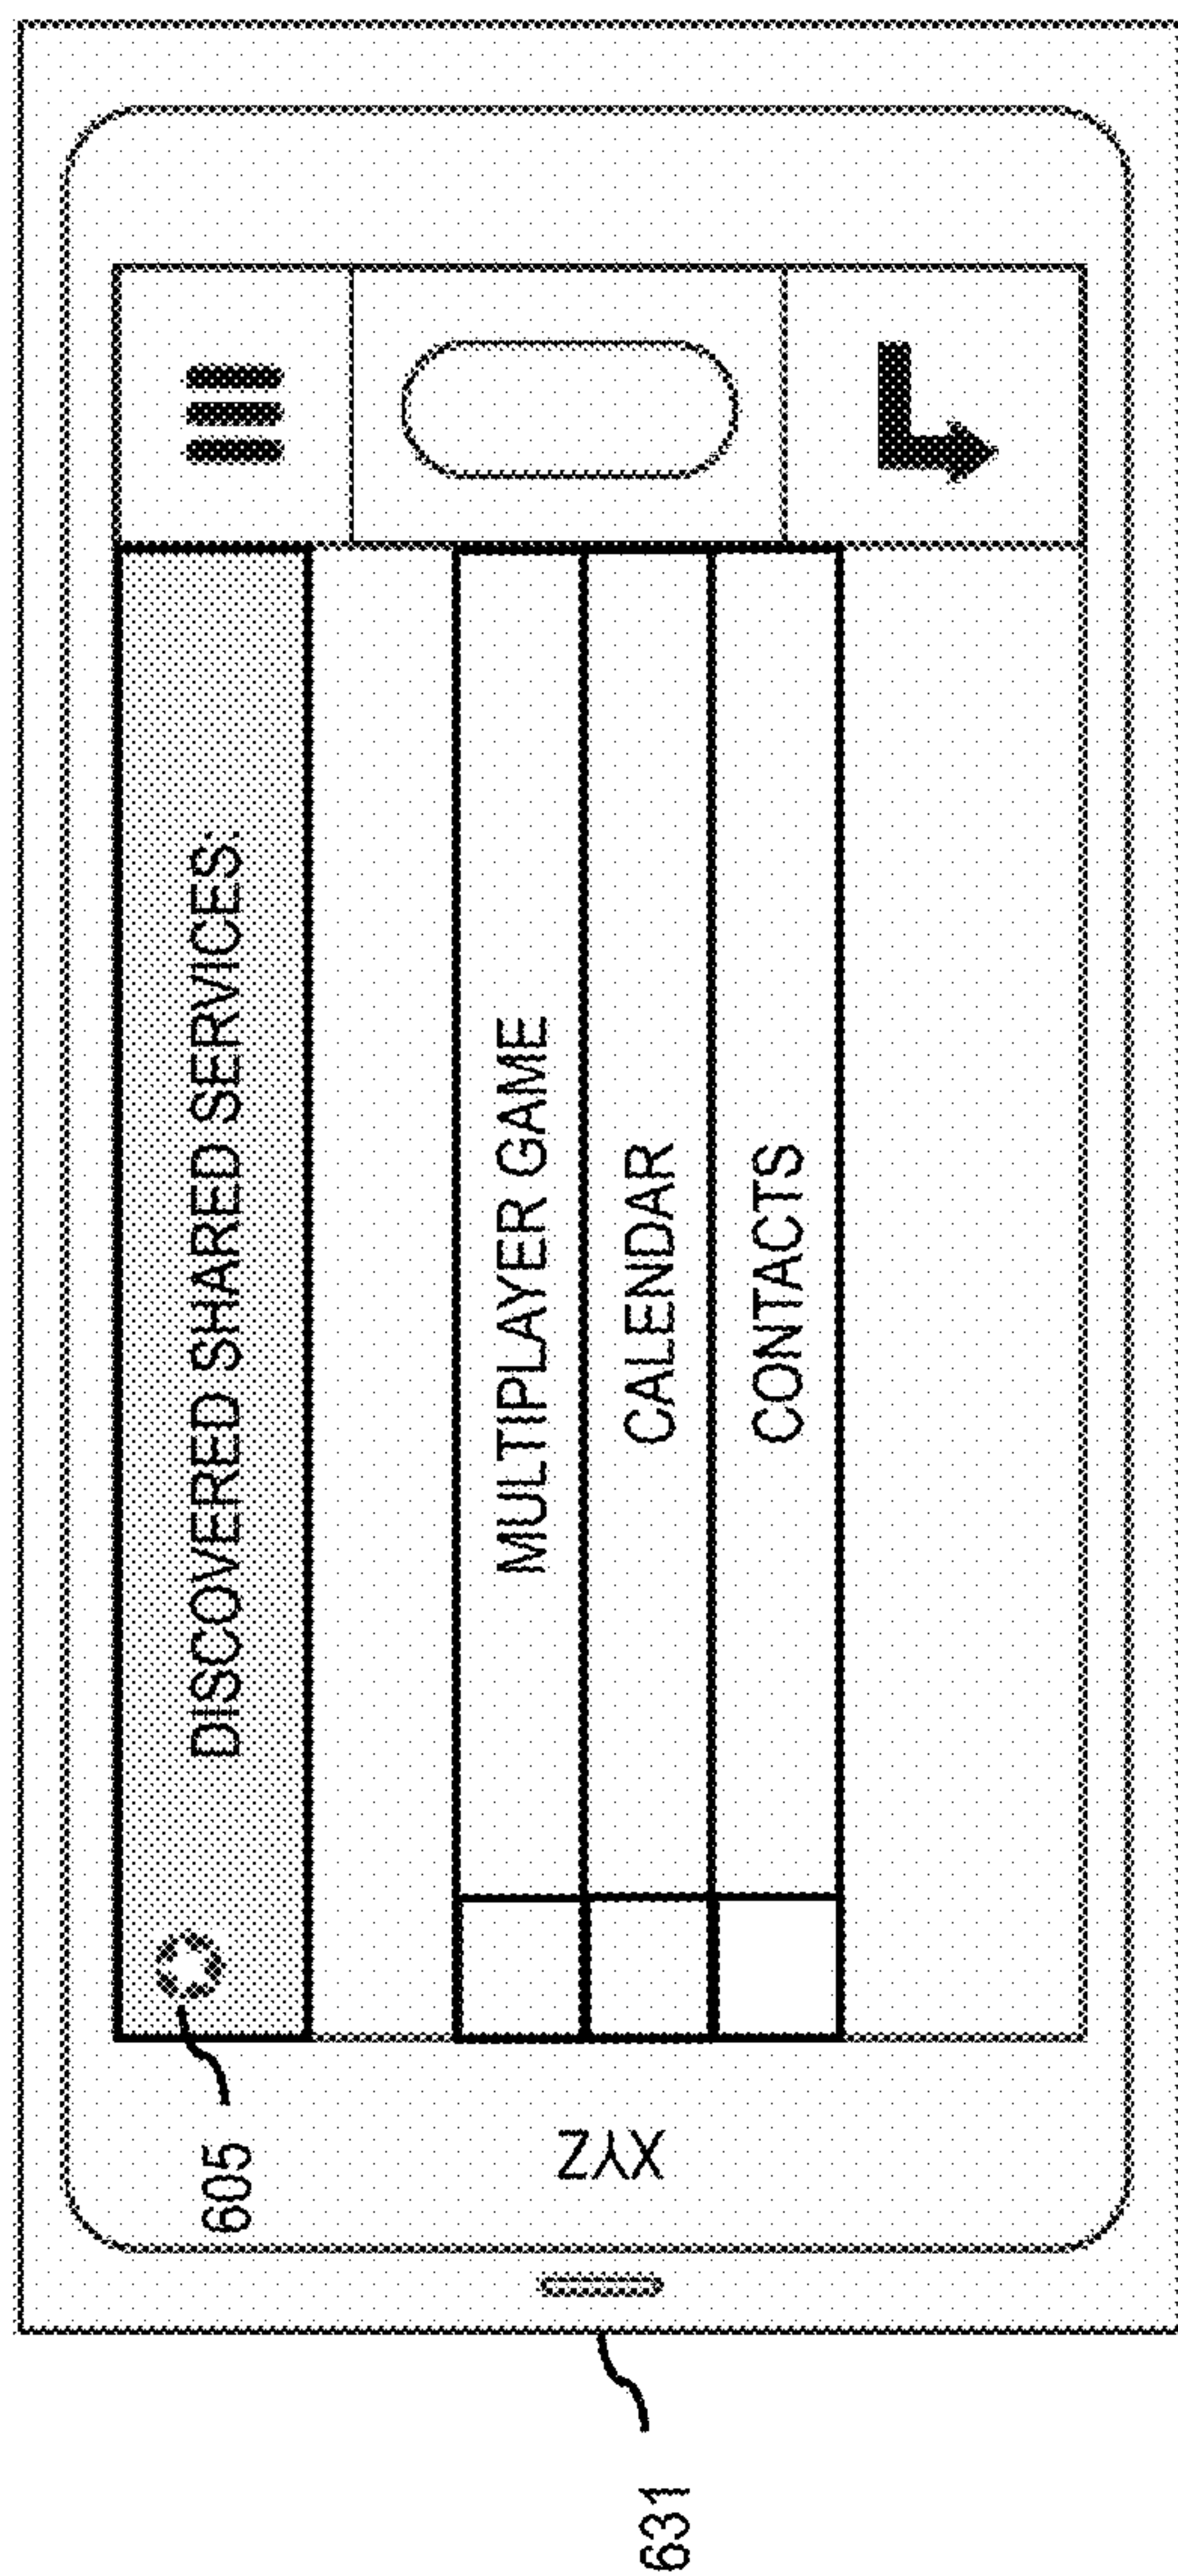 DISCOVERED SHARED SERVICES:
605
MULTIPLAYER GAME
CALENDAR
CONTACTS
XYZ
631